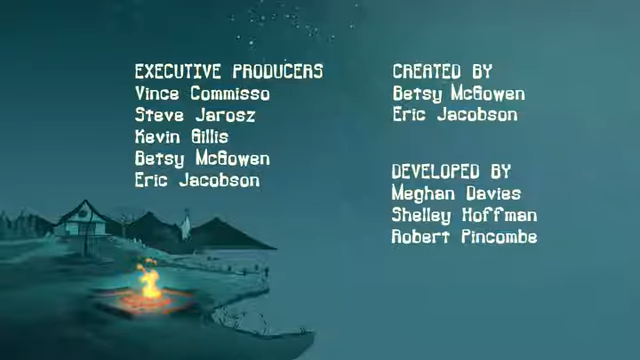 EXECUTIVE PRODUCERS
Vince Commisso
Steve Jarosz
Kevin Gillis
Betsy McGowen
Eric Jacobson
CREATED BY
Betsy McGowen
Eric Jacobson
DEVELOPED BY
Meghan Davies
Shelley Hoffman
Robert Pincombe